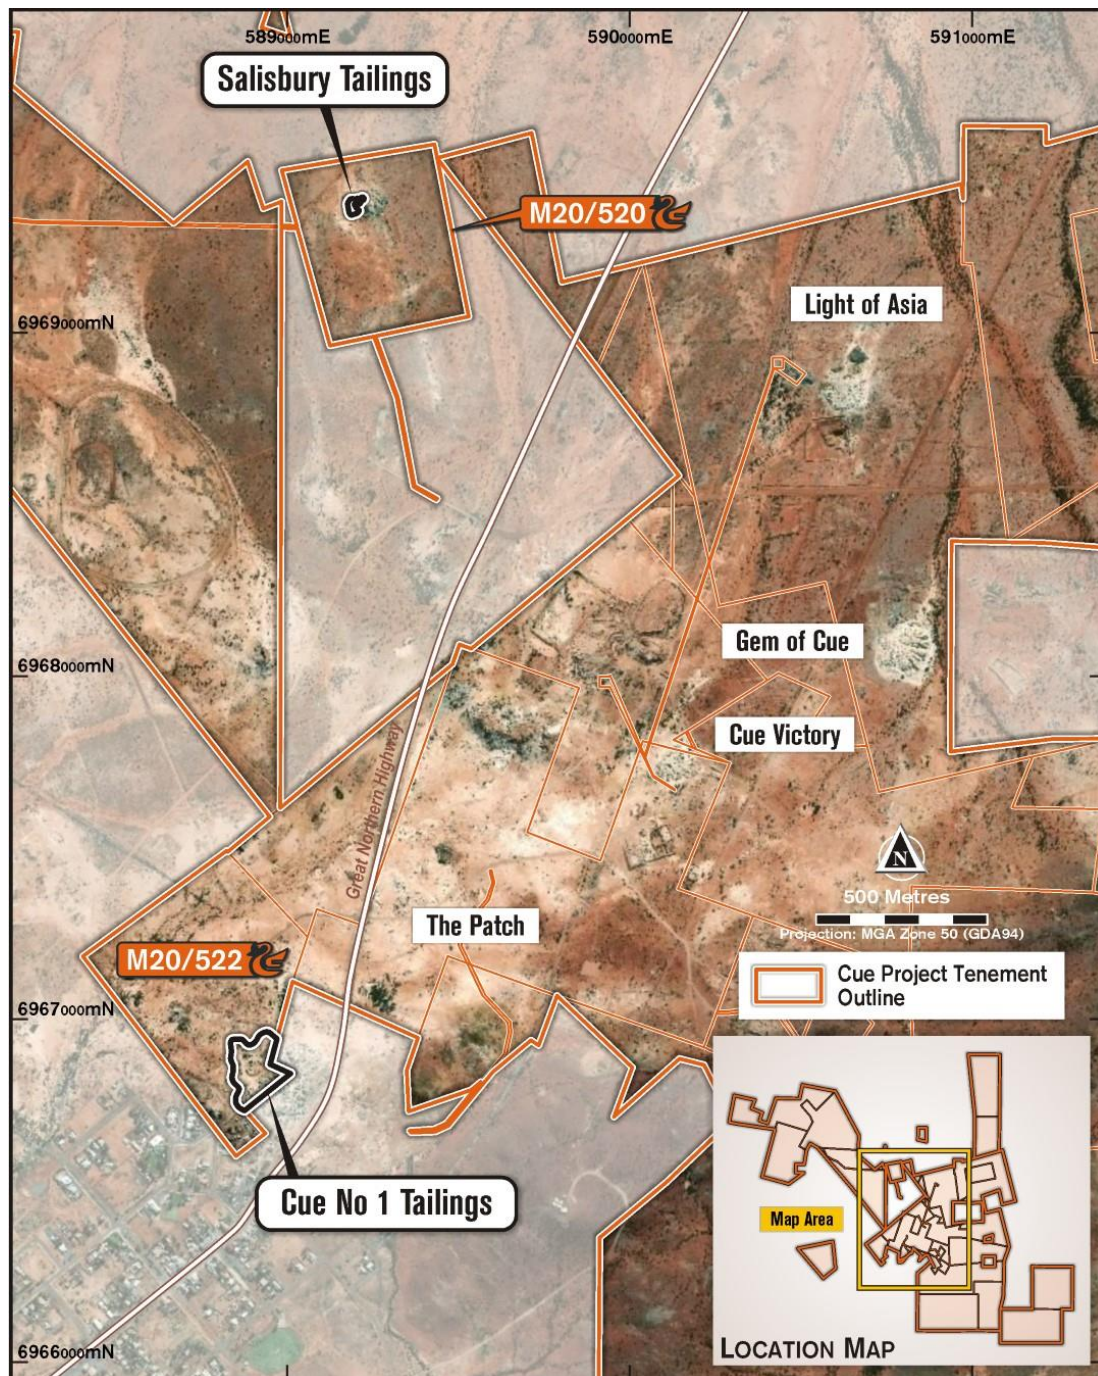 589000mE
590000mE
591000mE
Salisbury Tailings
M20/520
Light of Asia
6969000mN
Gem of Cue
6968000mN
Cue Victory
Great Northern Highway
N
500 Metres
Projection: MGA Zone 50 (GDA94)
The Patch
M20/522
Cue Project Tenement
Outline
6967000mN
Cue No 1 Tailings
Map Area
6966000mN
LOCATION MAP